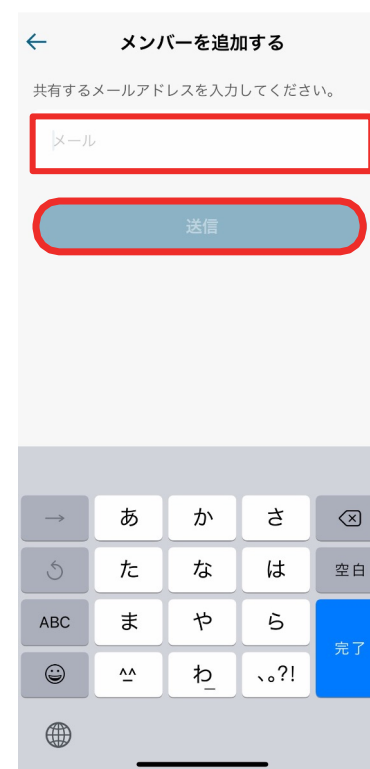 ← メンバーを追加する
共有するメールアドレスを入力してください。
メール
送信
→ あ か さ
た な は 空白
ABC ま や ら
^^ わ_ 、。?! 完了